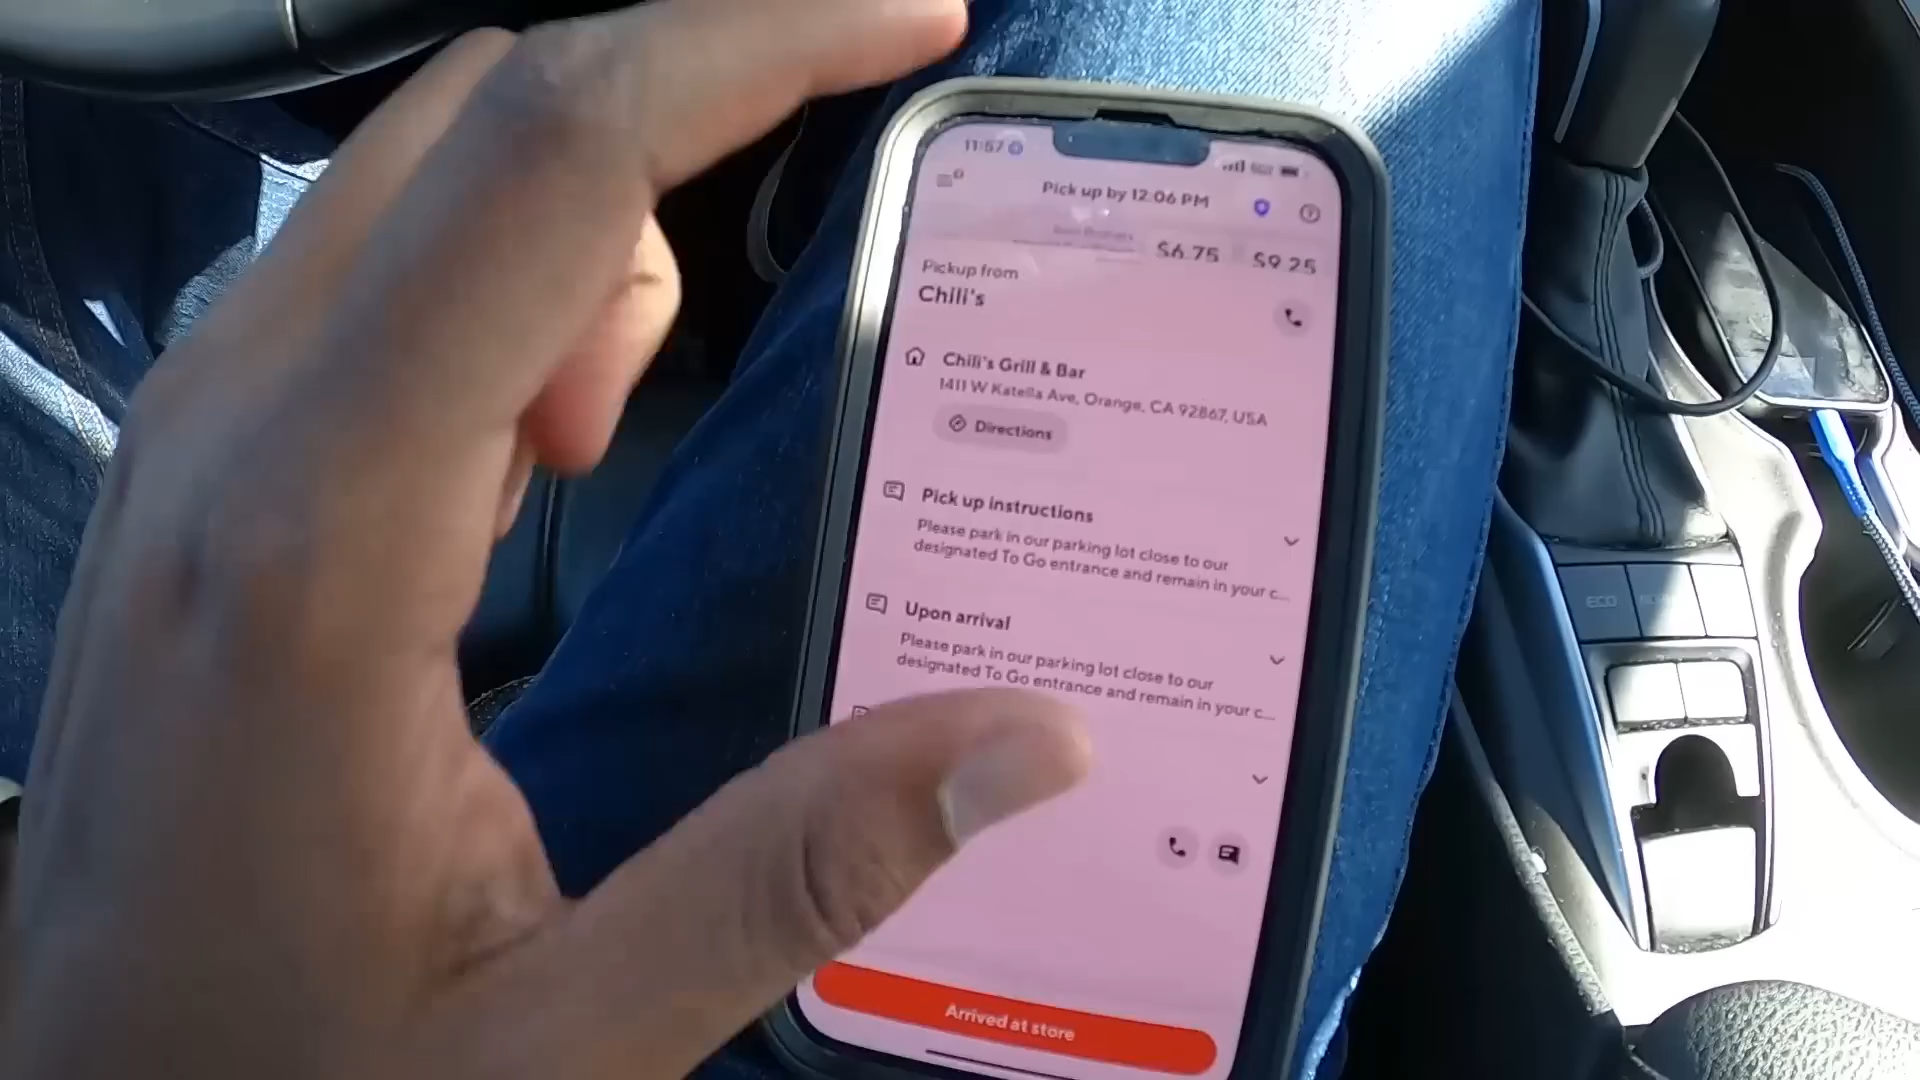 11:57
Pick up by 12:06 PM
$6.75 $9.25
Pickup from
Chili's
Chili's Grill & Bar
1411 W Katella Ave, Orange, CA 92867, USA
Directions
Pick up instructions
Please park in our parking lot close to our
designated To Go entrance and remain in your c...
Upon arrival
Please park in our parking lot close to our
designated To Go entrance and remain in your c...
Arrived at store
ECO